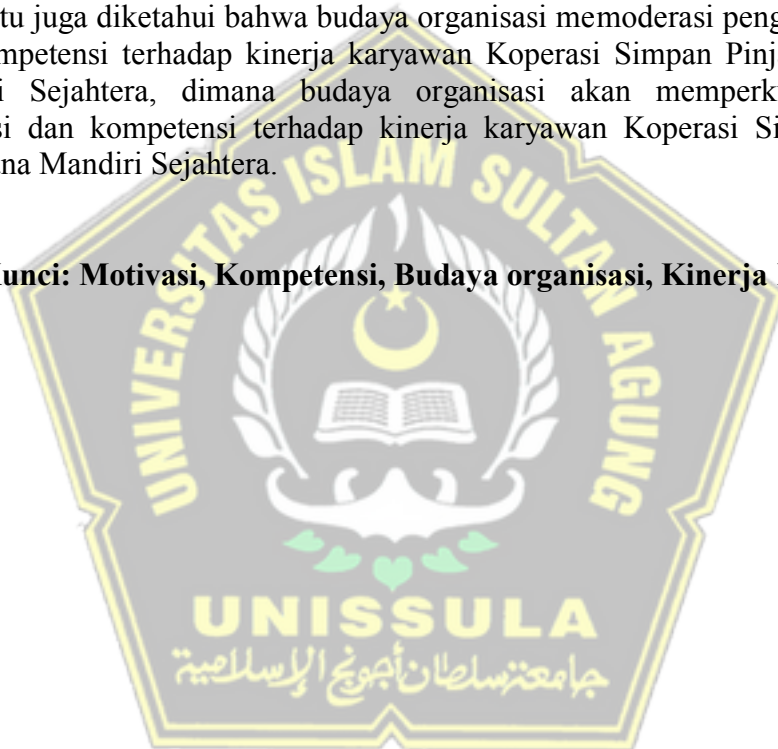 tu juga diketahui bahwa budaya organisasi memoderasi peng
mpetensi terhadap kinerja karyawan Koperasi Simpan Pinj
i Sejahtera, dimana budaya organisasi akan memperk
si dan kompetensi terhadap kinerja karyawan Koperasi Si
na Mandiri Sejahtera.
unci: Motivasi, Kompetensi, Budaya organisasi, Kinerja
UNIVERSITAS ISLAM SULTAN AGUNG
UNISSULA
جامعة سلطان أجونج الإسلامية